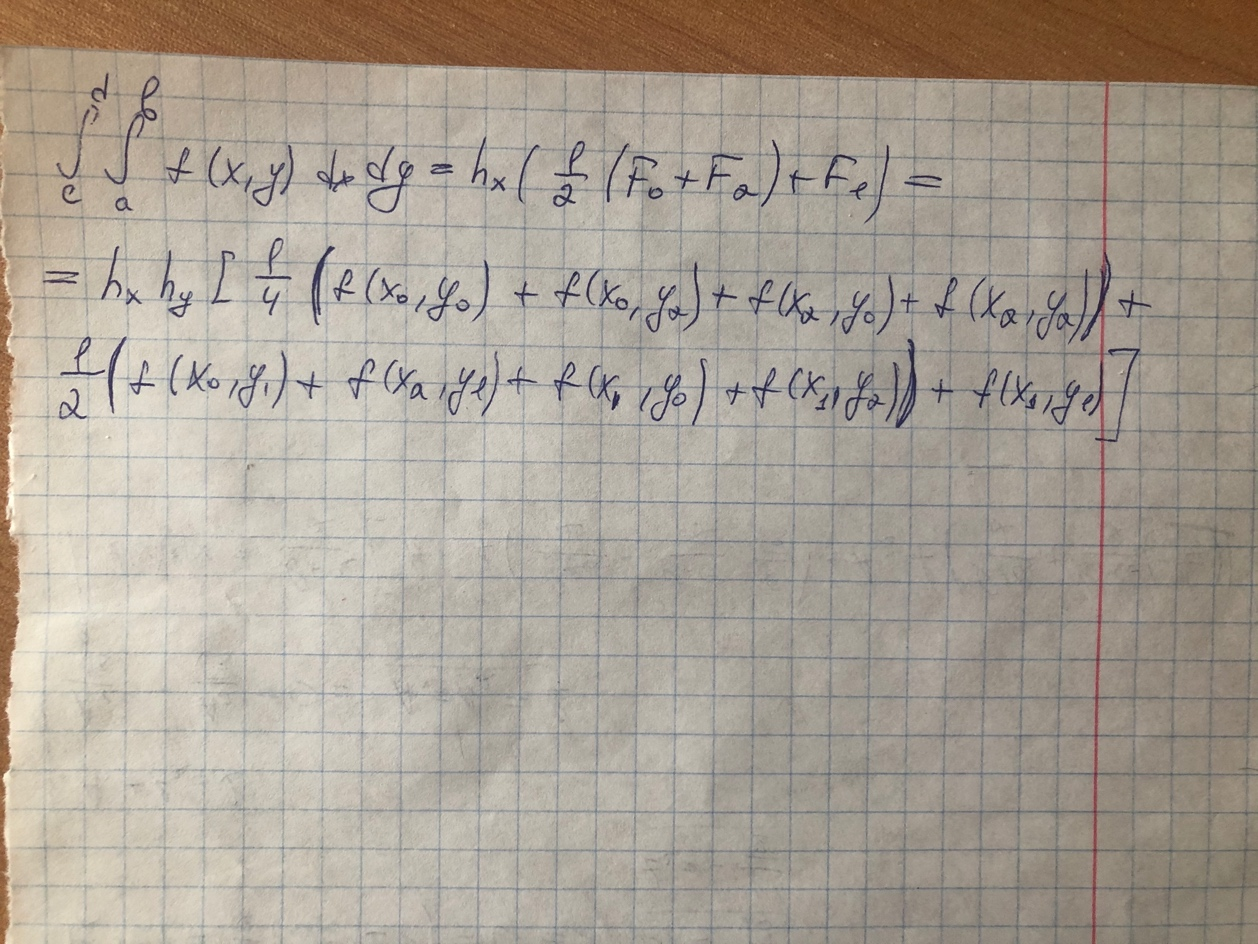 ∫_c^d ∫_a^b f(x,y) dx dy = h_x (1/2 (F_0 + F_2) + F_1) =
= h_x h_y [ 1/4 (f(x_0, y_0) + f(x_0, y_2) + f(x_2, y_0) + f(x_2, y_2)) +
1/2 (f(x_0, y_1) + f(x_2, y_1) + f(x_1, y_0) + f(x_1, y_2)) + f(x_1, y_1) ]